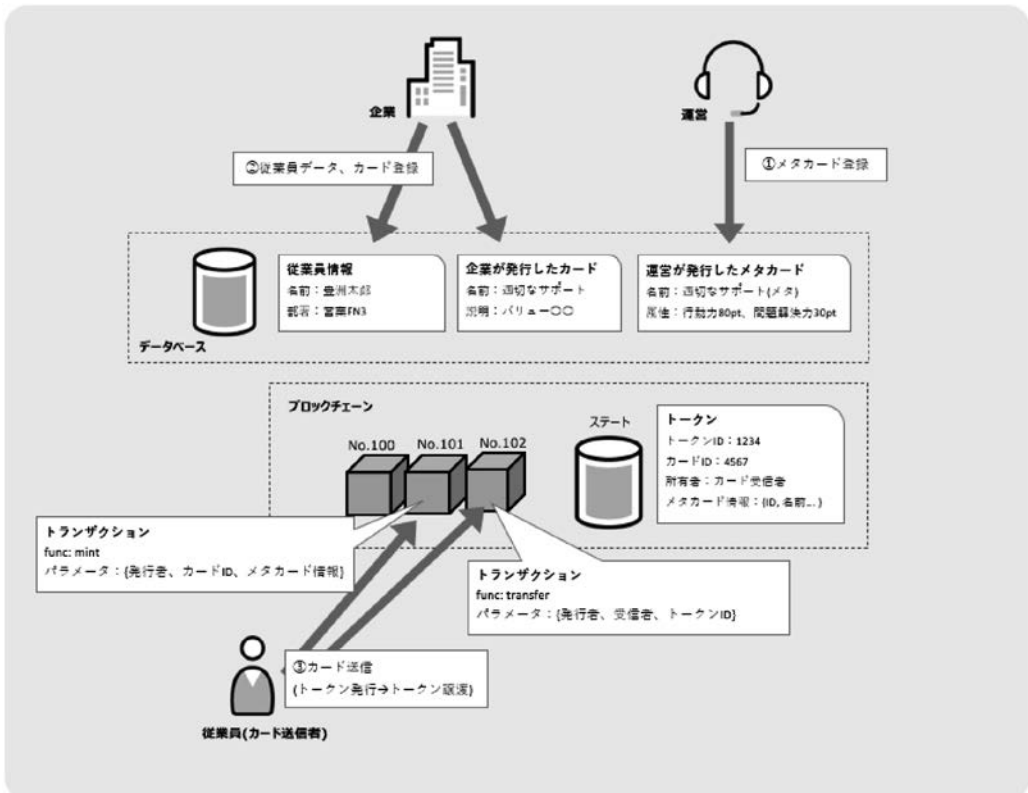 企業
運営
②従業員データ、カード登録
①メタカード登録
データベース
従業員情報
名前：豊洲太郎
部署：営業FN3
企業が発行したカード
名前：適切なサポート
説明：バリュー〇〇
運営が発行したメタカード
名前：適切なサポート(メタ)
属性：行動力80pt、問題解決力30pt
ブロックチェーン
No.100
No.101
No.102
ステート
トークン
トークンID：1234
カードID：4567
所有者：カード受信者
メタカード情報：{ID, 名前... }
トランザクション
func: mint
パラメータ：{発行者、カードID、メタカード情報}
トランザクション
func: transfer
パラメータ：{発行者、受信者、トークンID}
③カード送信
(トークン発行→トークン譲渡)
従業員(カード送信者)